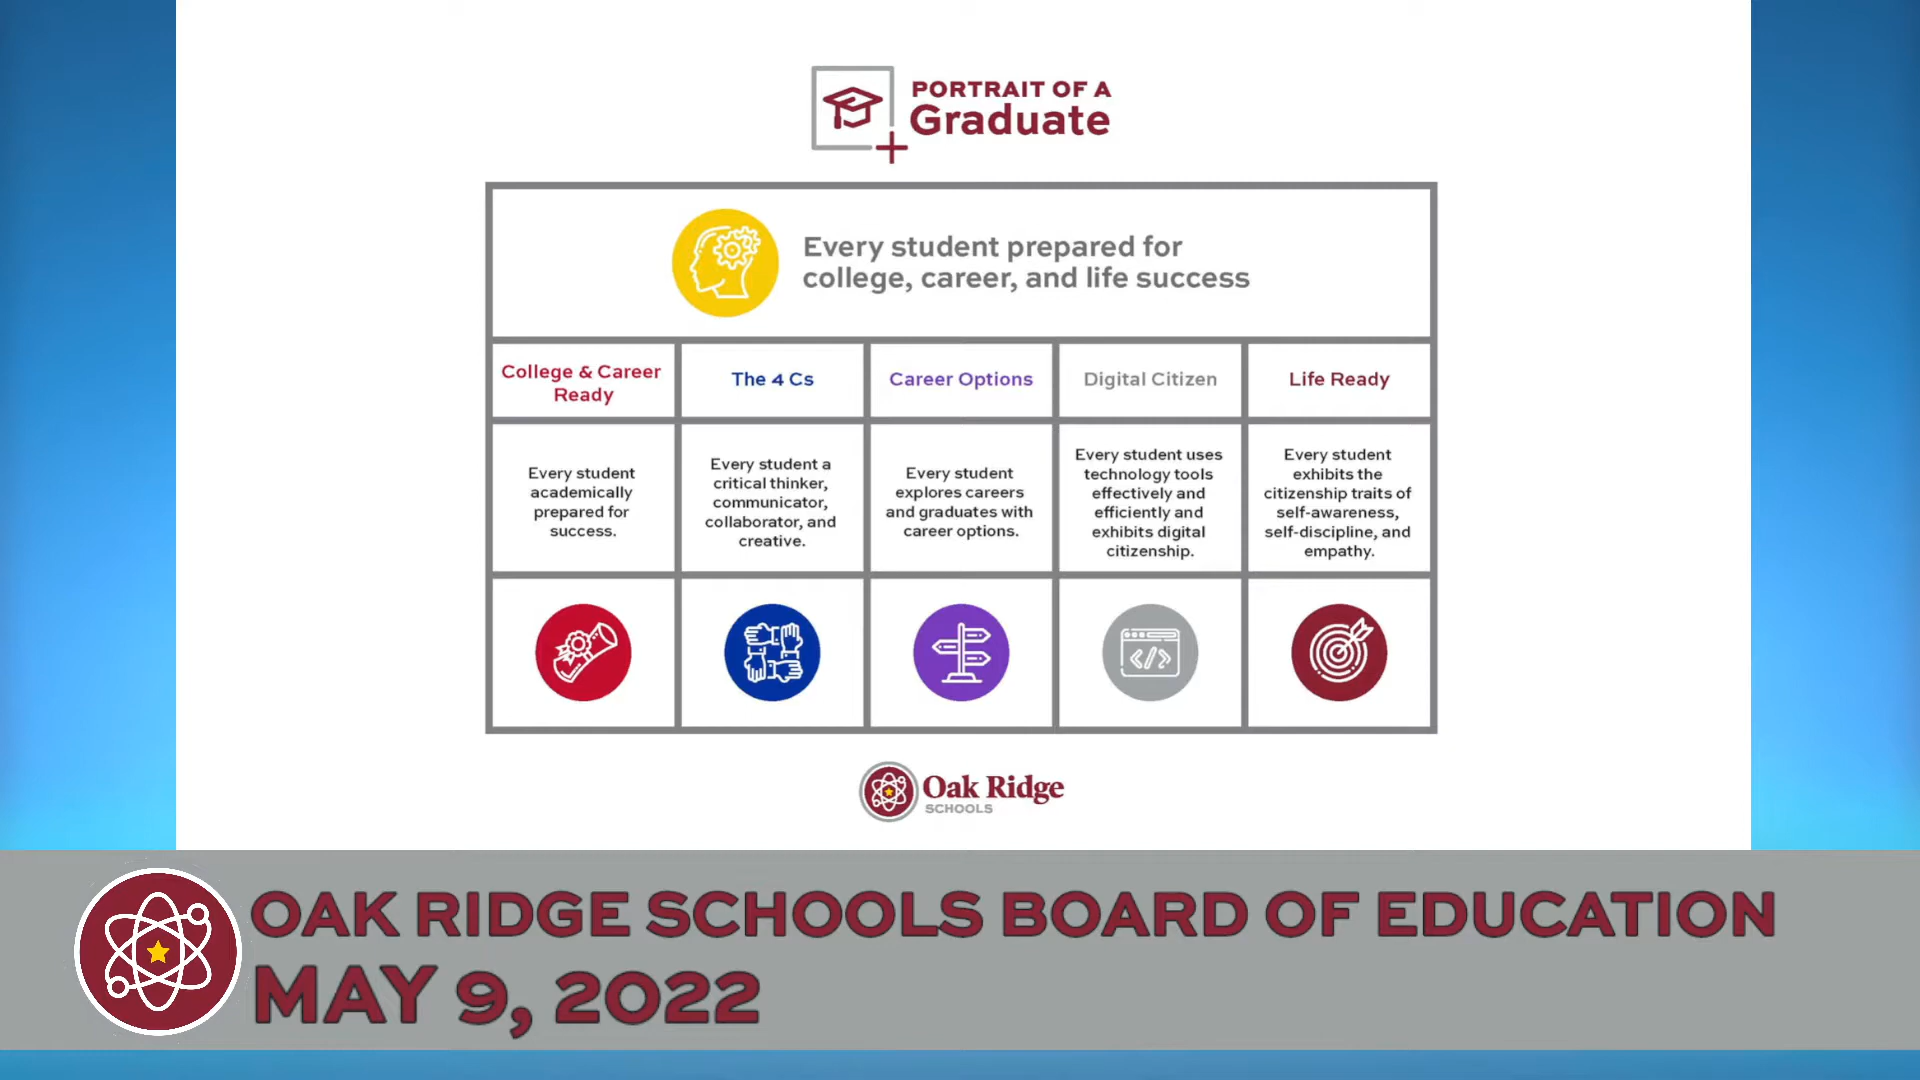 PORTRAIT OF A
Graduate
Every student prepared for
college, career, and life success
College & Career
Ready
The 4 Cs
Career Options
Digital Citizen
Life Ready
Every student
academically
prepared for
success.
Every student a
critical thinker,
communicator,
collaborator, and
creative.
Every student
explores careers
and graduates with
career options.
Every student uses
technology tools
effectively and
efficiently and
exhibits digital
citizenship.
Every student
exhibits the
citizenship traits of
self-awareness,
self-discipline, and
empathy.
</>
Oak Ridge
SCHOOLS
OAK RIDGE SCHOOLS BOARD OF EDUCATION
MAY 9, 2022